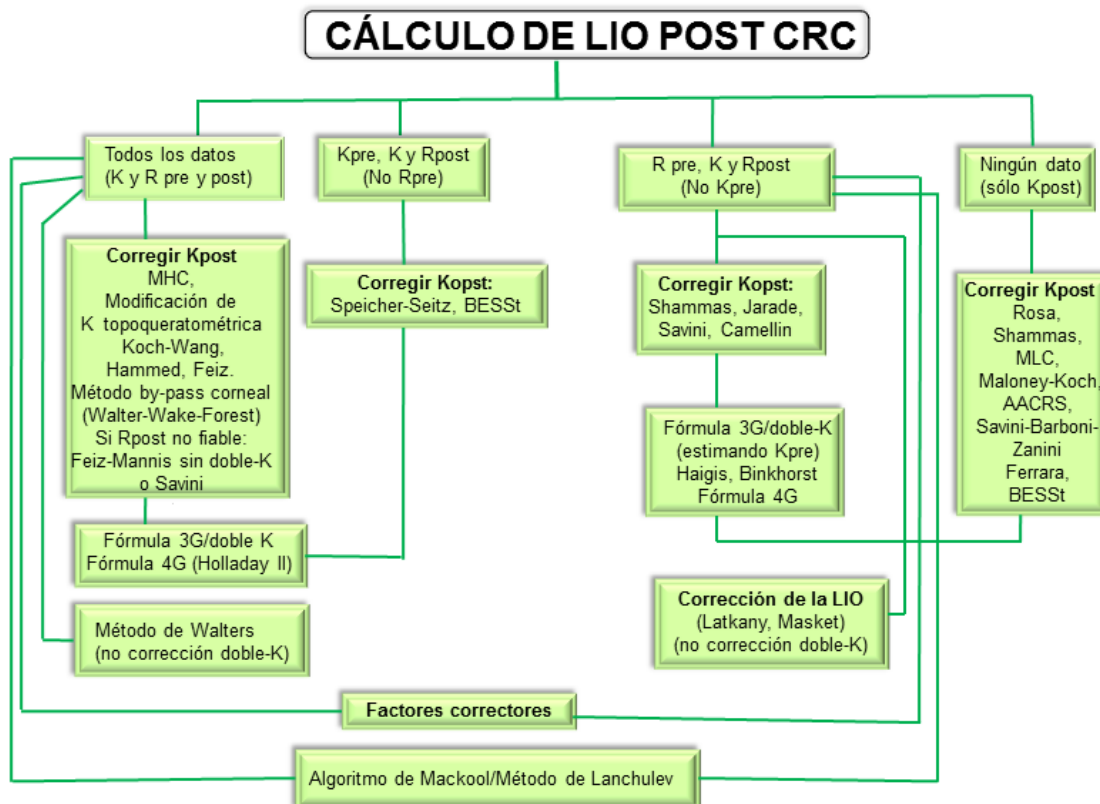 CÁLCULO DE LIO POST CRC
Todos los datos
(K y R pre y post)
Kpre, K y Rpost
(No Rpre)
R pre, K y Rpost
(No Kpre)
Ningún dato
(sólo Kpost)
Corregir Kpost
MHC,
Modificación de
K topoqueratométrica
Koch-Wang,
Hammed, Feiz.
Método by-pass corneal
(Walter-Wake-Forest)
Si Rpost no fiable:
Feiz-Mannis sin doble-K
o Savini
Corregir Kopst:
Speicher-Seitz, BESSt
Corregir Kopst:
Shammas, Jarade,
Savini, Camellin
Corregir Kpost
Rosa,
Shammas,
MLC,
Maloney-Koch,
AACRS,
Savini-Barboni-
Zanini
Ferrara,
BESSt
Fórmula 3G/doble-K
(estimando Kpre)
Haigis, Binkhorst
Fórmula 4G
Fórmula 3G/doble K
Fórmula 4G (Holladay II)
Método de Walters
(no corrección doble-K)
Corrección de la LIO
(Latkany, Masket)
(no corrección doble-K)
Factores correctores
Algoritmo de Mackool/Método de Lanchulev